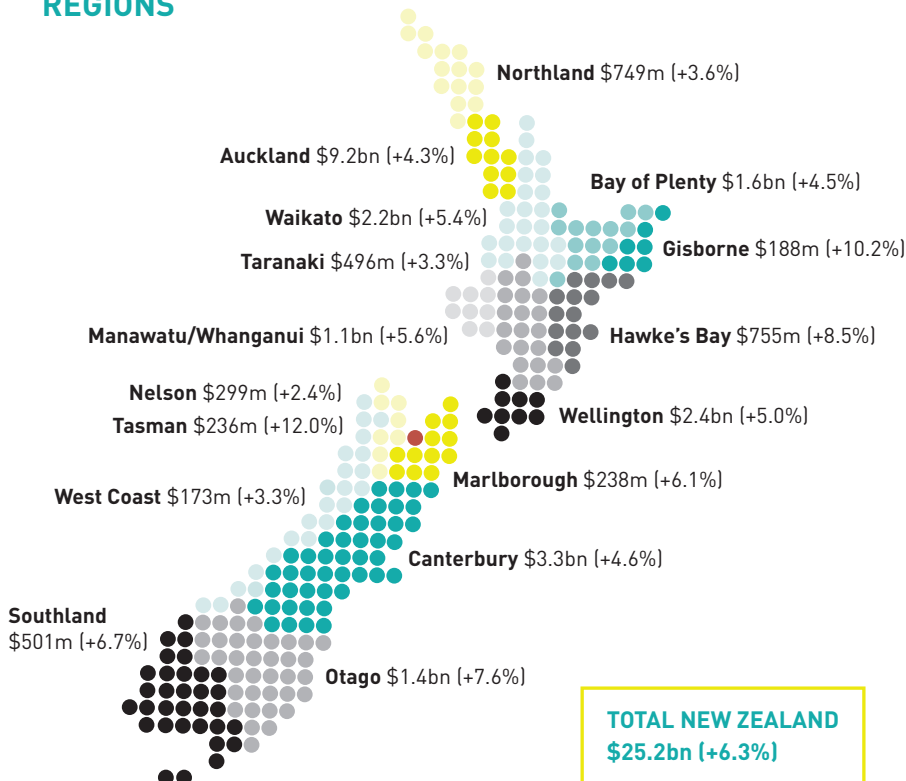 REGIONS
Northland $749m (+3.6%)
Auckland $9.2bn (+4.3%)
Bay of Plenty $1.6bn (+4.5%)
Waikato $2.2bn (+5.4%)
Gisborne $188m (+10.2%)
Taranaki $496m (+3.3%)
Manawatu/Whanganui $1.1bn (+5.6%)
Hawke's Bay $755m (+8.5%)
Nelson $299m (+2.4%)
Wellington $2.4bn (+5.0%)
Tasman $236m (+12.0%)
Marlborough $238m (+6.1%)
West Coast $173m (+3.3%)
Canterbury $3.3bn (+4.6%)
Southland
$501m (+6.7%)
Otago $1.4bn (+7.6%)
TOTAL NEW ZEALAND
$25.2bn (+6.3%)